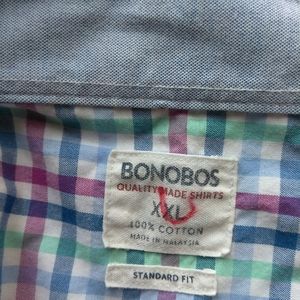 BONOBOS
QUALITY MADE SHIRTS
XXL
100% COTTON
MADE IN MALAYSIA
STANDARD FIT